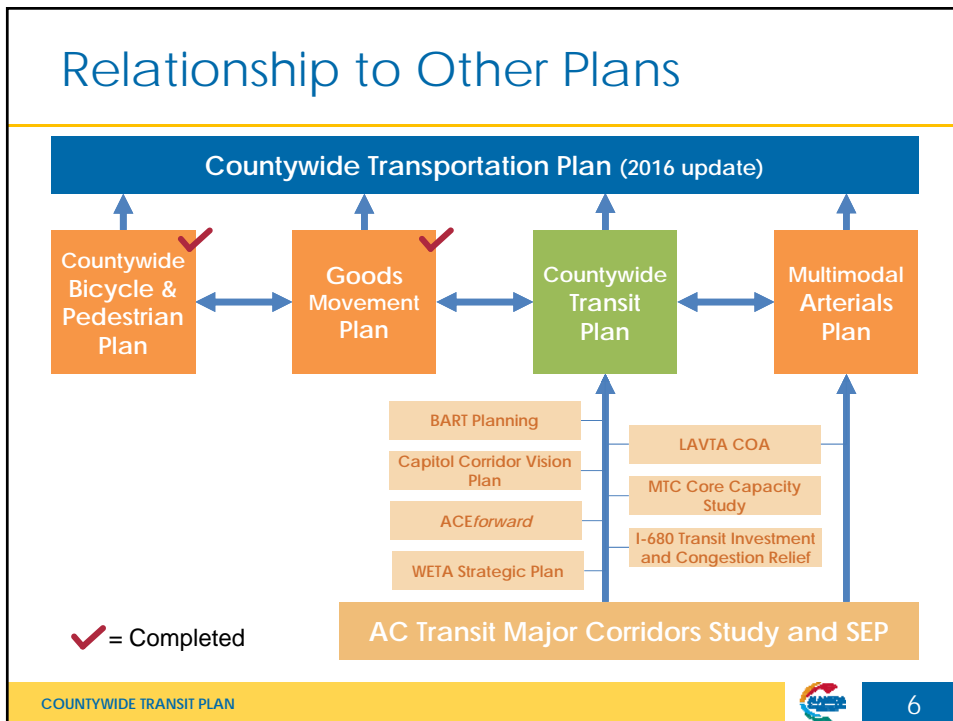 Relationship to Other Plans
Countywide Transportation Plan (2016 update)
Countywide
Bicycle &
Pedestrian
Plan
Goods
Movement
Plan
Countywide
Transit
Plan
Multimodal
Arterials
Plan
BART Planning
Capitol Corridor Vision
Plan
ACEforward
WETA Strategic Plan
LAVTA COA
MTC Core Capacity
Study
I-680 Transit Investment
and Congestion Relief
AC Transit Major Corridors Study and SEP
= Completed
COUNTYWIDE TRANSIT PLAN
6